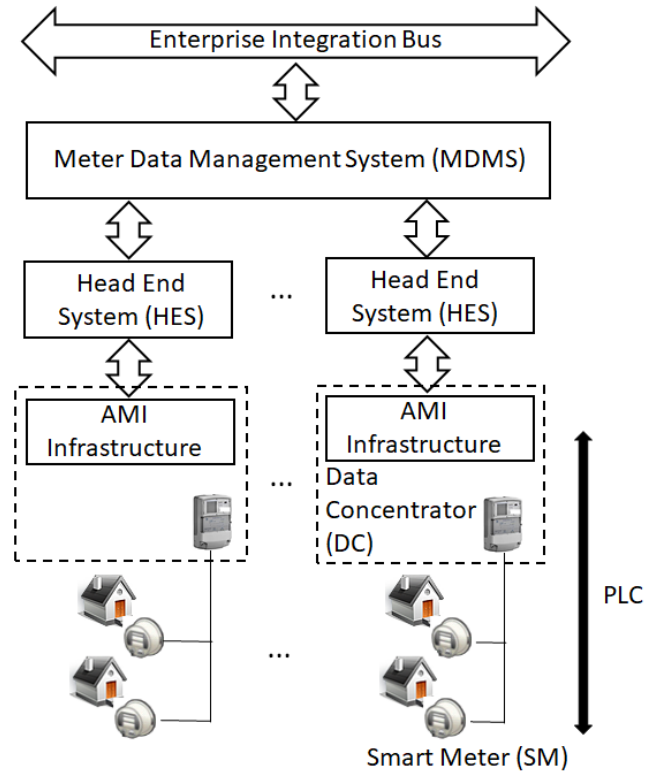 Enterprise Integration Bus
Meter Data Management System (MDMS)
Head End
System (HES)
...
Head End
System (HES)
AMI
Infrastructure
...
AMI
Infrastructure
Data
Concentrator
(DC)
PLC
...
Smart Meter (SM)